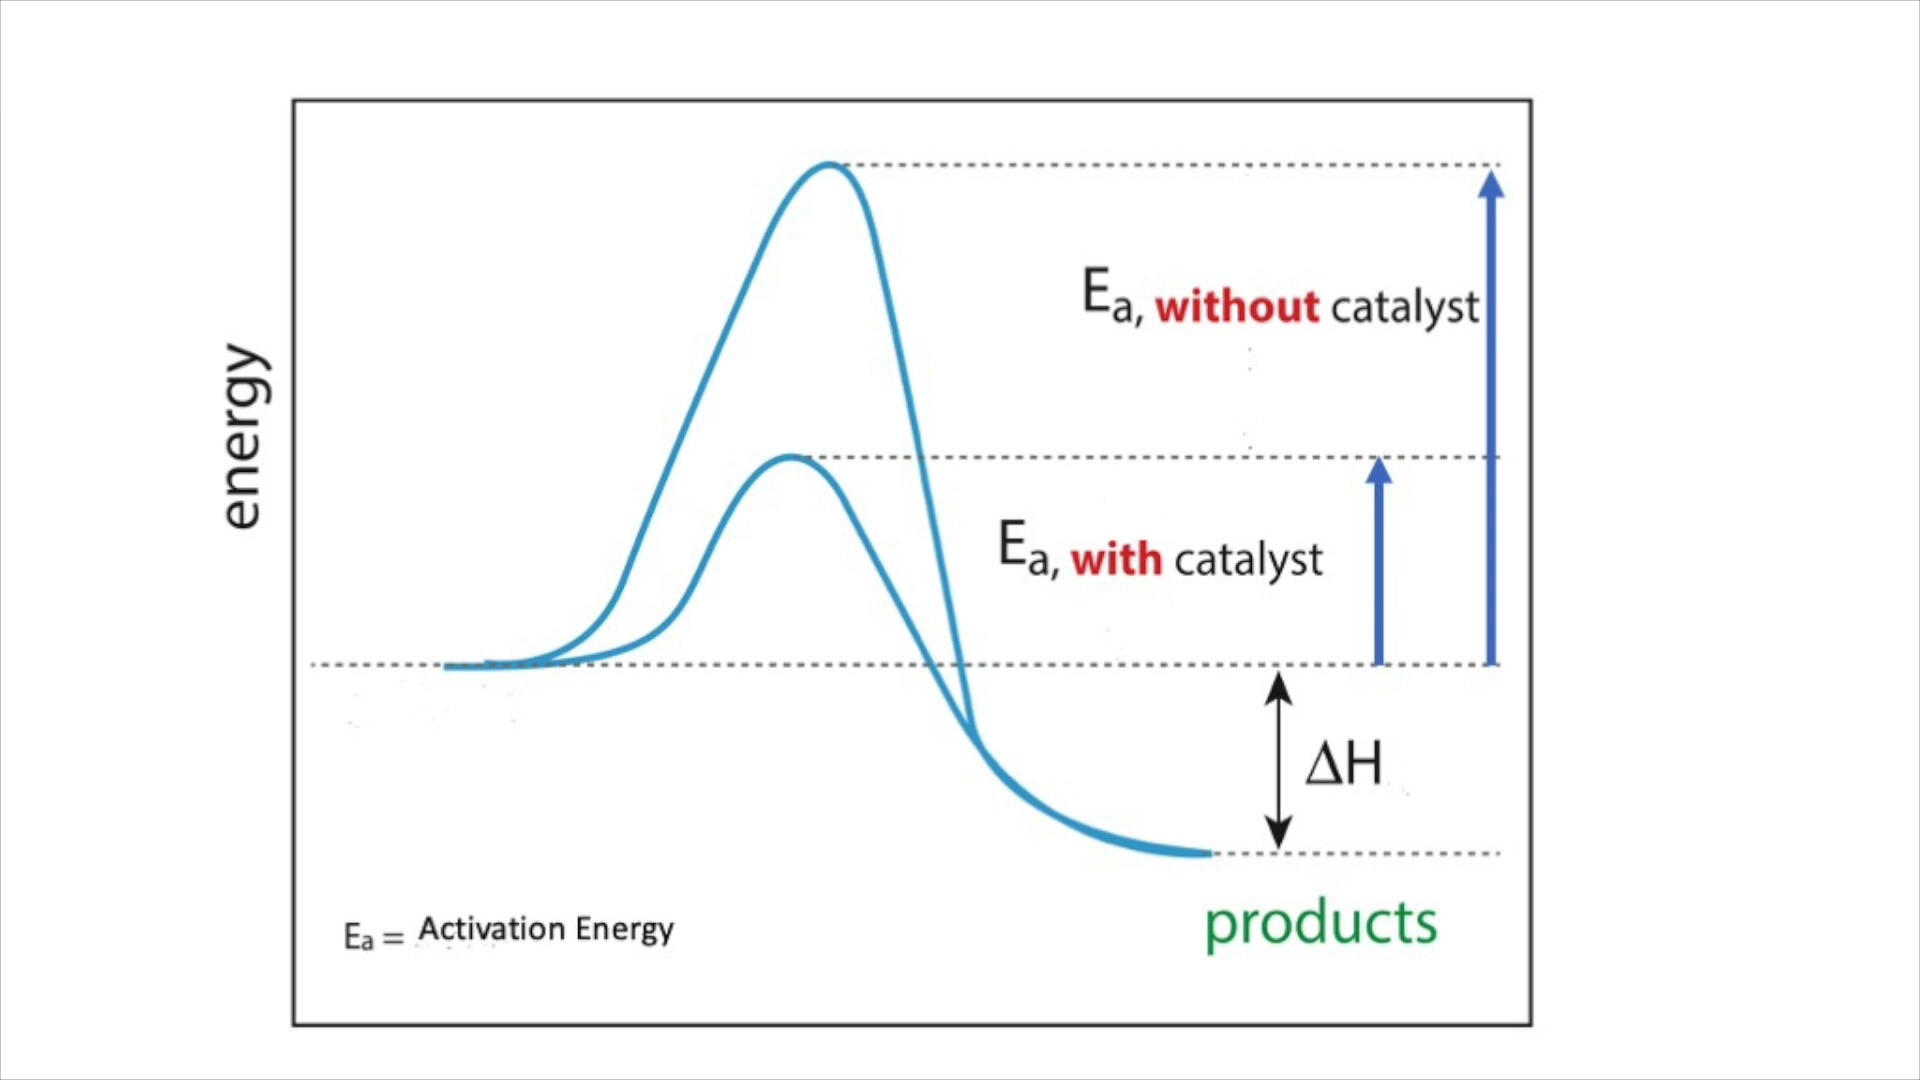 energy
Ea, without catalyst
Ea, with catalyst
ΔH
products
Ea = Activation Energy